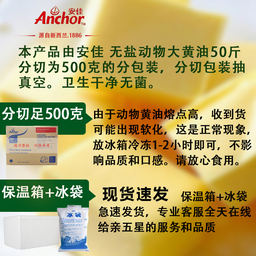 安佳
Anchor
源自新西兰.1886
本产品由安佳 无盐动物大黄油50斤
分切为500克的分包装，分切包装抽
真空。卫生干净无菌。
分切足500克
由于动物黄油熔点高，收到货
可能出现软化，这是正常现象，
放冰箱冷冻1-2小时即可，不影
响品质和口感。请放心食用。
保温箱+冰袋
现货速发 保温箱+冰袋
急速发货，专业客服全天在线
给亲五星的服务和品质
冰袋